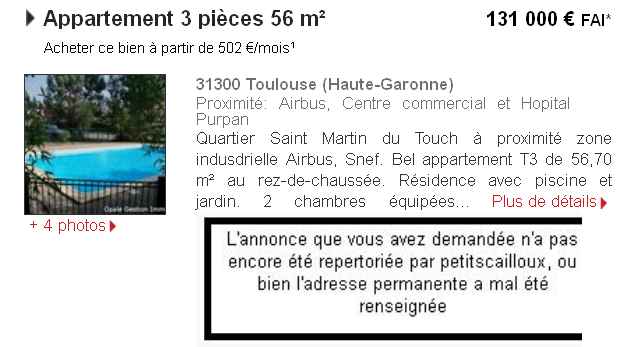 Appartement 3 pièces 56 m²
131 000 € FAI*
Acheter ce bien à partir de 502 €/mois¹
31300 Toulouse (Haute-Garonne)
Proximité: Airbus, Centre commercial et Hopital
Purpan
Quartier Saint Martin du Touch à proximité zone
indusdrielle Airbus, Snef. Bel appartement T3 de 56,70
m² au rez-de-chaussée. Résidence avec piscine et
jardin. 2 chambres équipées... Plus de détails
Opale Gestion Imm
+ 4 photos
L'annonce que vous avez demandée n'a pas
encore été repertoriée par petitscailloux, ou
bien l'adresse permanente a mal été
renseignée